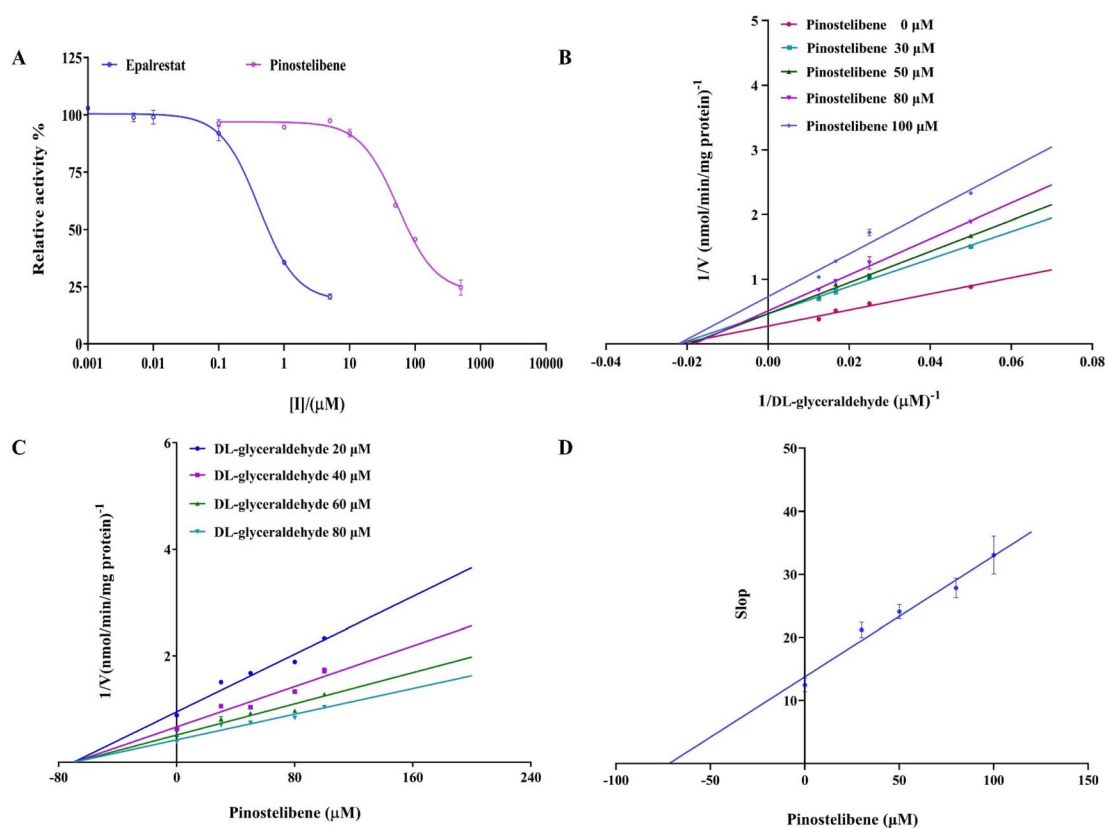 A
Epalrestat
Pinostelibene
Relative activity %
125
100
75
50
25
0
0.001
0.01
0.1
1
10
100
1000
10000
[I]/(μM)
B
Pinostelibene 0 μM
Pinostelibene 30 μM
Pinostelibene 50 μM
Pinostelibene 80 μM
Pinostelibene 100 μM
1/V (nmol/min/mg protein)-1
5
4
3
2
1
0
-0.04
-0.02
0.00
0.02
0.04
0.06
0.08
1/DL-glyceraldehyde (μM)-1
C
DL-glyceraldehyde 20 μM
DL-glyceraldehyde 40 μM
DL-glyceraldehyde 60 μM
DL-glyceraldehyde 80 μM
1/V(nmol/min/mg protein)-1
6
4
2
-80
0
80
160
240
Pinostelibene (μM)
D
Slop
50
40
30
20
10
-100
-50
0
50
100
150
Pinostelibene (μM)